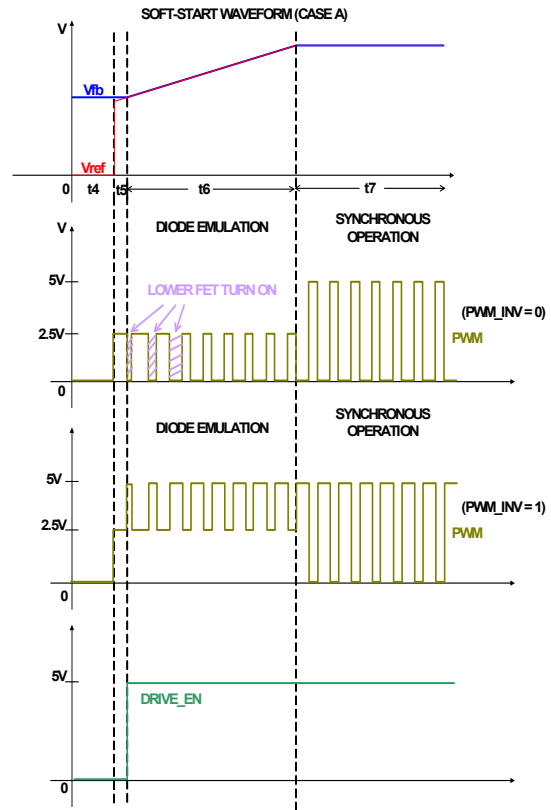 SOFT-START WAVEFORM (CASE A)
V
Vfb
Vref
0
t4
t5
t6
t7
V
DIODE EMULATION
SYNCHRONOUS
OPERATION
5V
LOWER FET TURN ON
(PWM_INV = 0)
2.5V
PWM
0
DIODE EMULATION
SYNCHRONOUS
OPERATION
5V
(PWM_INV = 1)
2.5V
PWM
0
5V
DRIVE_EN
0